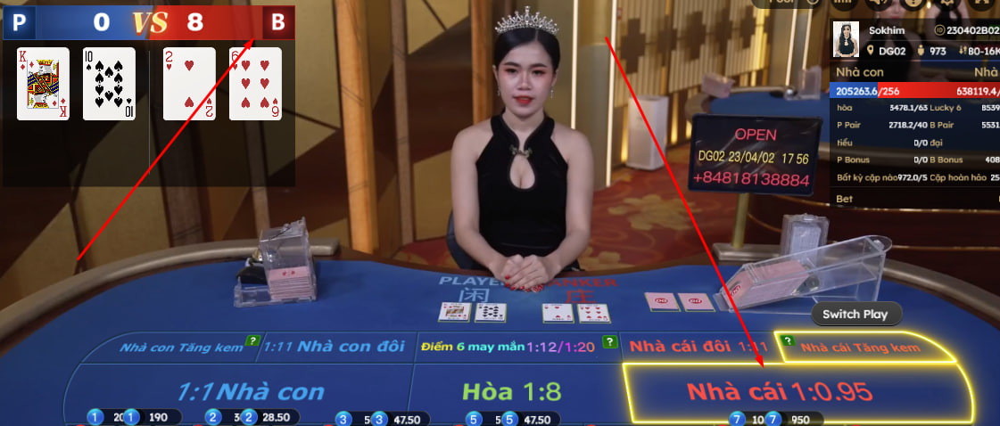 P 0 VS 8 B
K 10 2 6
K 10 2 6
Sokhim 230402B02
DG02 973 80-16K
Nhà con Nhà
205263.6/256 638119.4/
hòa 3478.1/63 Lucky 6 8539
P Pair 2718.2/40 B Pair 5531
tiểu 0/0 đại
P Bonus 0/0 B Bonus 408
Bất kỳ cặp nào 972.0/5 Cặp hoàn hảo 25
Bet
OPEN
DG02 23/04/02 17 56
+84818138884
PLAYER BANKER
闲 庄
Switch Play
Nhà con Tăng kem ? 1:11 Nhà con đôi Điểm 6 may mắn 1:12/1:20 ? Nhà cái đôi 1:11 ? Nhà cái Tăng kem
1:1 Nhà con Hòa 1:8 Nhà cái 1:0.95
1 20 1 190 2 3 2 28.50 3 5 3 47.50 5 5 5 47.50 7 10 7 950